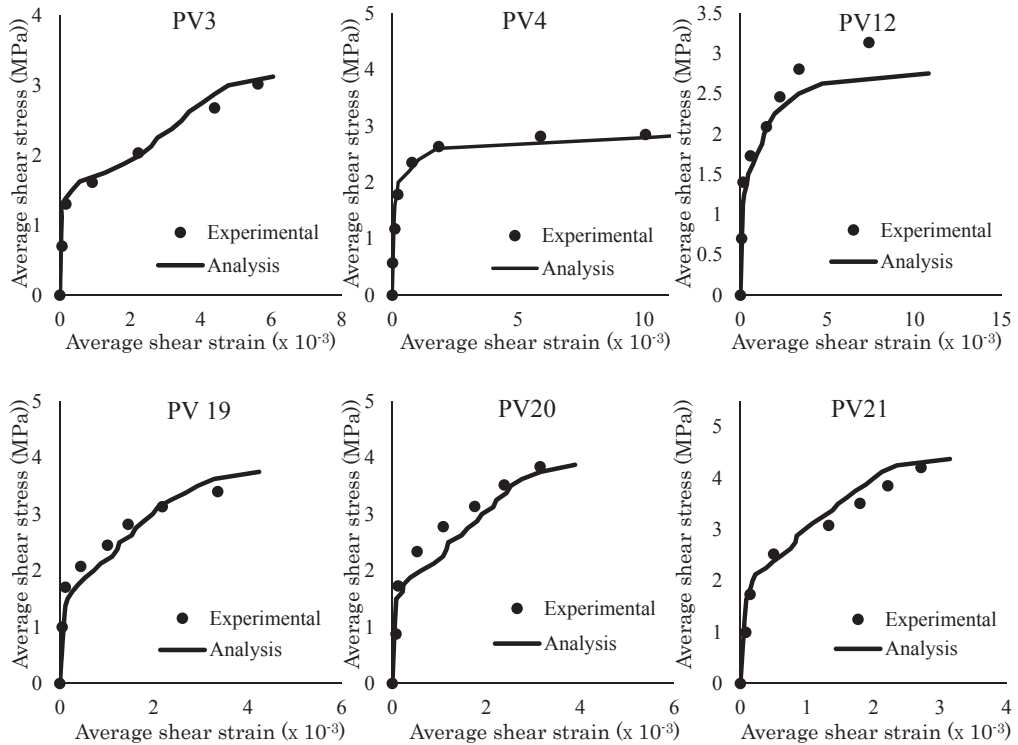 PV3
Average shear stress (MPa)
4
3
2
1
0
Experimental
Analysis
0 2 4 6 8
Average shear strain (x 10-3)
PV4
Average shear stress (MPa))
5
4
3
2
1
0
Experimental
Analysis
0 5 10
Average shear strain (x 10-3)
PV12
Average shear stress (MPa))
3.5
3
2.5
2
1.5
1
0.5
0
Experimental
Analysis
0 5 10 15
Average shear strain (x 10-3)
PV 19
Average shear stress (MPa))
5
4
3
2
1
0
Experimental
Analysis
0 2 4 6
Average shear strain (x 10-3)
PV20
Average shear stress (MPa))
5
4
3
2
1
0
Experimental
Analysis
0 2 4 6
Average shear strain (x 10-3)
PV21
Average shear stress (MPa))
5
4
3
2
1
0
Experimental
Analysis
0 1 2 3 4
Average shear strain (x 10-3)